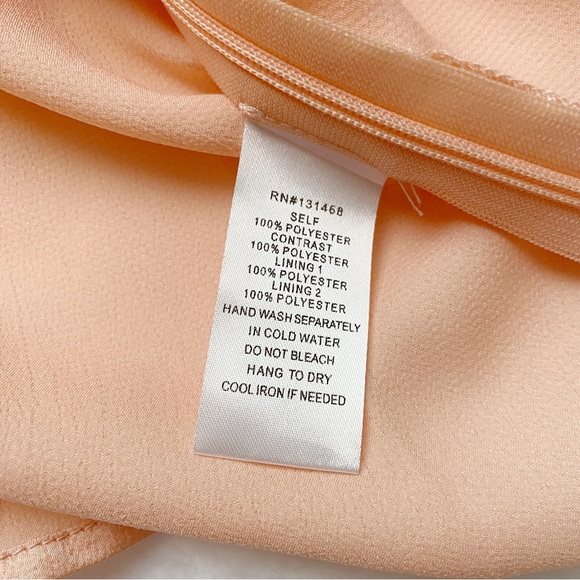 RN#131468
SELF
100% POLYESTER
CONTRAST
100% POLYESTER
LINING 1
100% POLYESTER
LINING 2
100% POLYESTER
HAND WASH SEPARATELY
IN COLD WATER
DO NOT BLEACH
HANG TO DRY
COOL IRON IF NEEDED